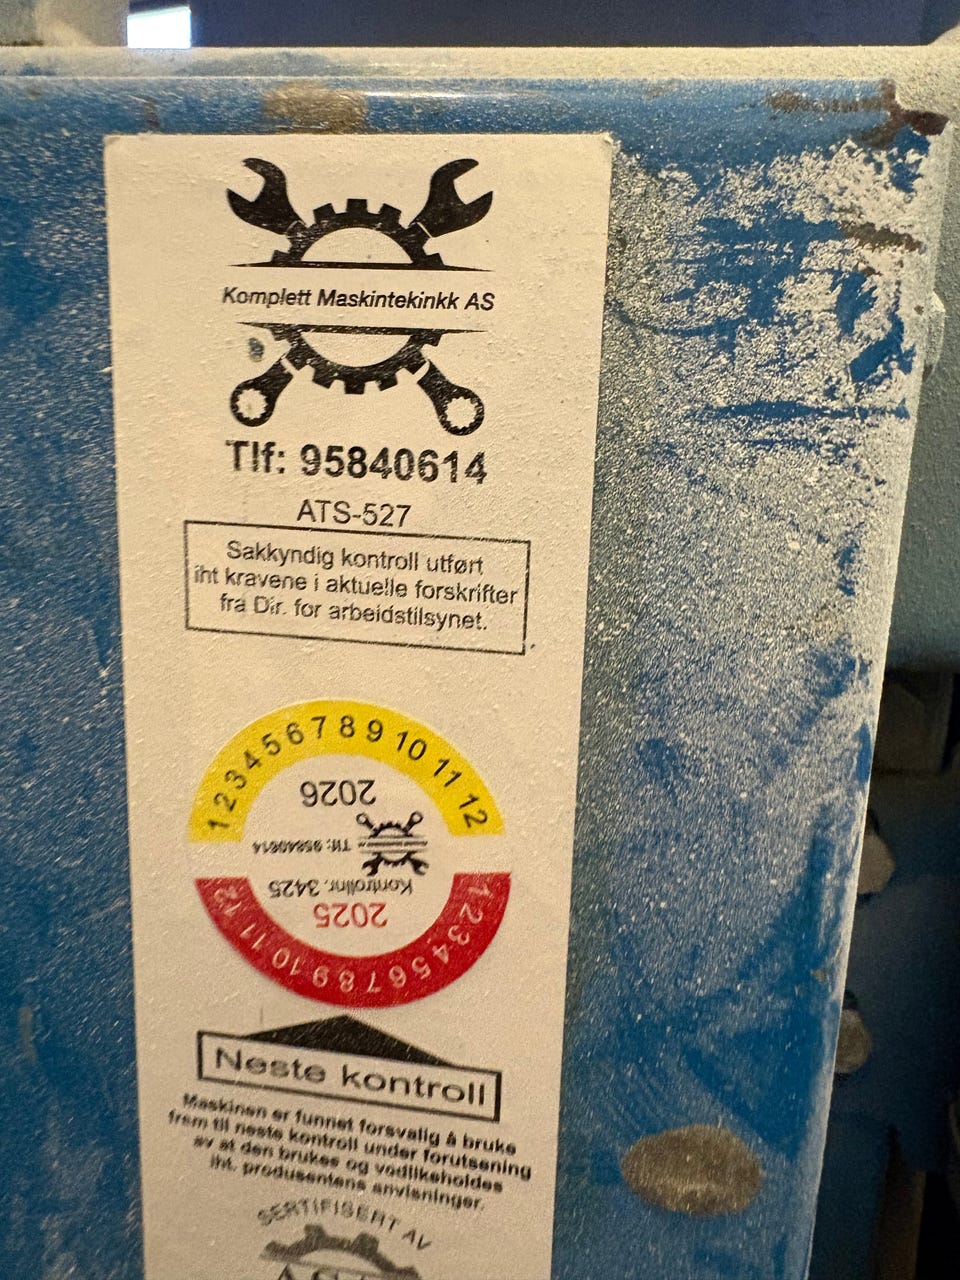 Komplett Maskintekinkk AS
Tlf: 95840614
ATS-527
Sakkyndig kontroll utført
iht kravene i aktuelle forskrifter
fra Dir. for arbeidstilsynet.
1 2 3 4 5 6 7 8 9 10 11 12
2026
Tlf: 95840614
Kontrollnr. 3425
2025
1 2 3 4 5 6 7 8 9 10 11 12
Neste kontroll
Maskinen er funnet forsvalig å bruke
frem til neste kontroll under forutsening
av at den brukes og vedlikeholdes
iht. produsentens anvisninger.
SERTIFISERT AV